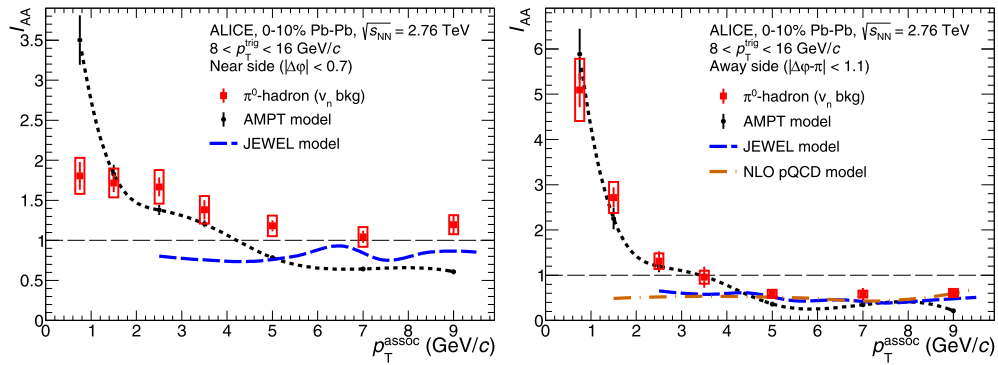 I_AA
ALICE, 0-10% Pb-Pb, √s_NN = 2.76 TeV
8 < p_T^trig < 16 GeV/c
Near side (|Δφ| < 0.7)
π⁰-hadron (v_n bkg)
AMPT model
JEWEL model
3.5
3
2.5
2
1.5
1
0.5
0
0 1 2 3 4 5 6 7 8 9
p_T^assoc (GeV/c)
I_AA
ALICE, 0-10% Pb-Pb, √s_NN = 2.76 TeV
8 < p_T^trig < 16 GeV/c
Away side (|Δφ-π| < 1.1)
π⁰-hadron (v_n bkg)
AMPT model
JEWEL model
NLO pQCD model
6
5
4
3
2
1
0
0 1 2 3 4 5 6 7 8 9
p_T^assoc (GeV/c)